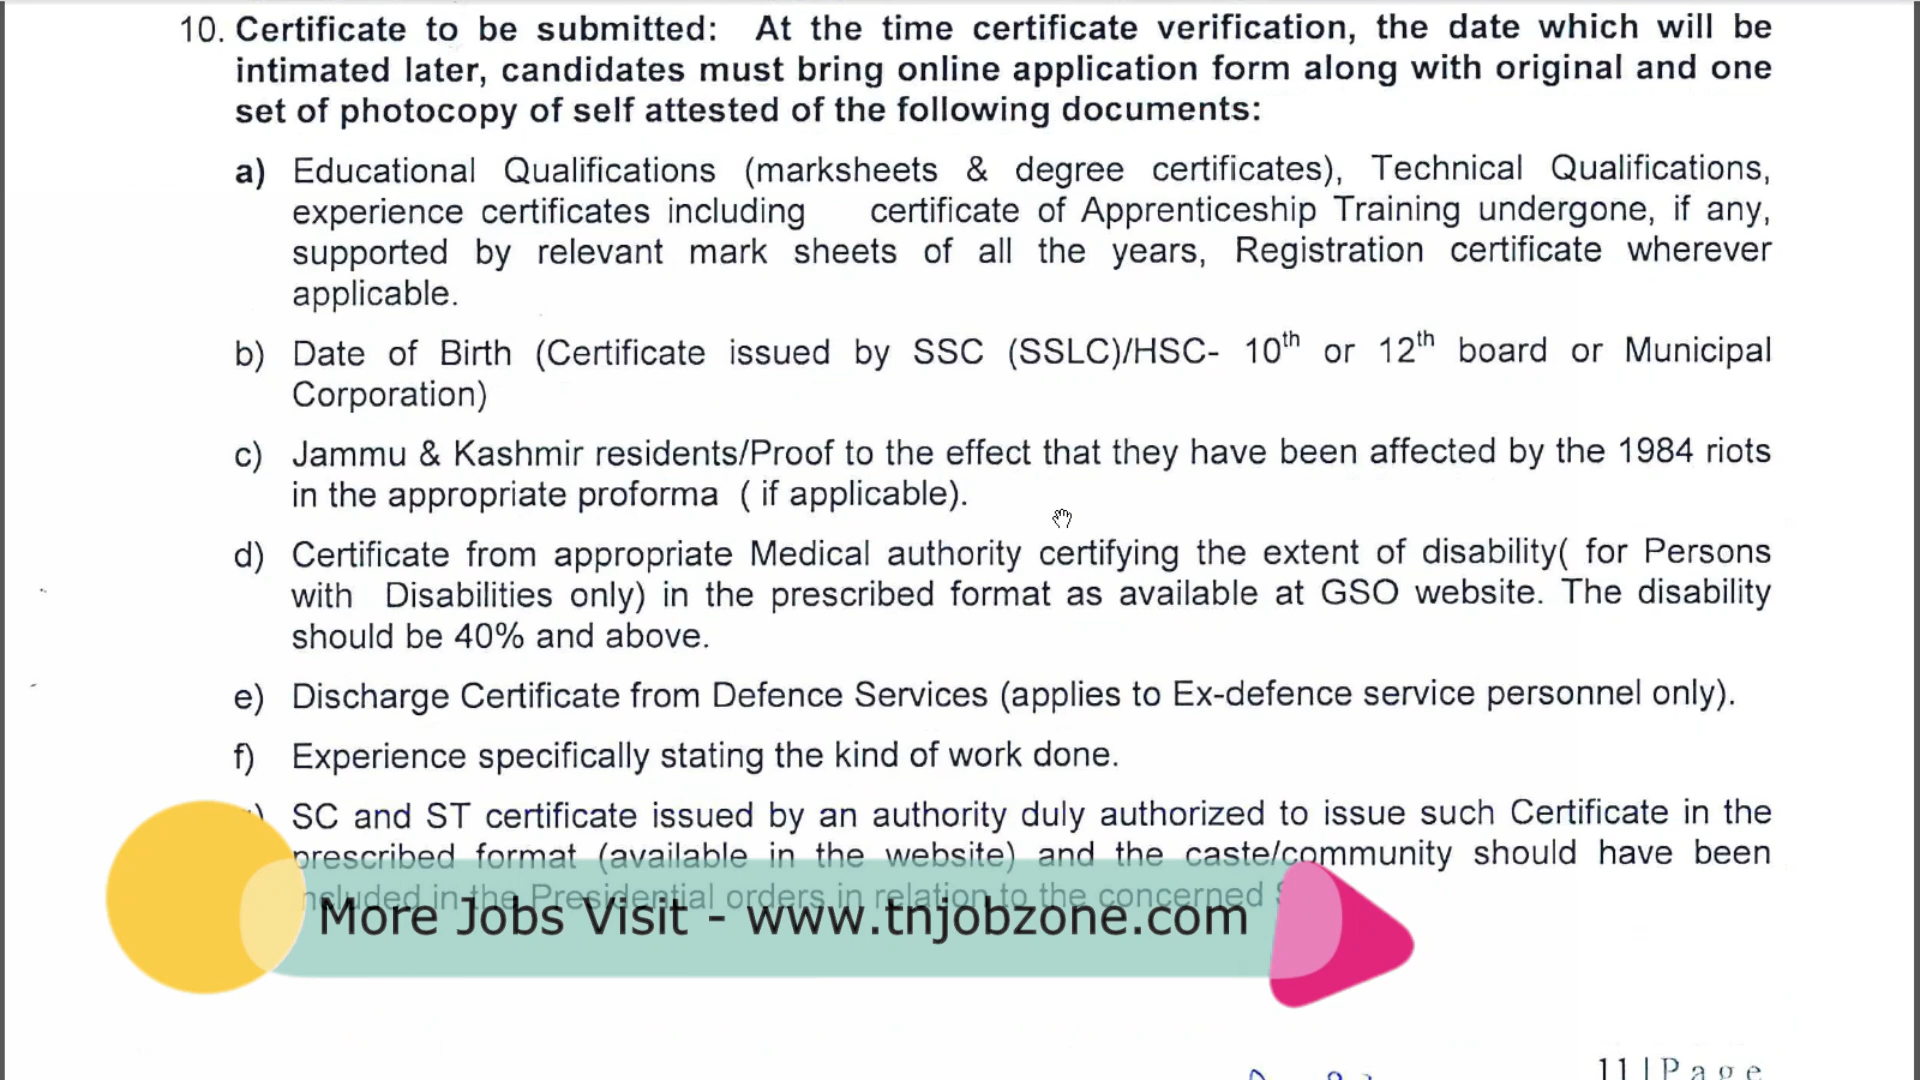 10. Certificate to be submitted: At the time certificate verification, the date which will be
intimated later, candidates must bring online application form along with original and one
set of photocopy of self attested of the following documents:
a) Educational Qualifications (marksheets & degree certificates), Technical Qualifications,
experience certificates including certificate of Apprenticeship Training undergone, if any,
supported by relevant mark sheets of all the years, Registration certificate wherever
applicable.
b) Date of Birth (Certificate issued by SSC (SSLC)/HSC- 10th or 12th board or Municipal
Corporation)
c) Jammu & Kashmir residents/Proof to the effect that they have been affected by the 1984 riots
in the appropriate proforma ( if applicable).
d) Certificate from appropriate Medical authority certifying the extent of disability( for Persons
with Disabilities only) in the prescribed format as available at GSO website. The disability
should be 40% and above.
e) Discharge Certificate from Defence Services (applies to Ex-defence service personnel only).
f) Experience specifically stating the kind of work done.
SC and ST certificate issued by an authority duly authorized to issue such Certificate in the
prescribed format (available in the website) and the caste/community should have been
in the Presidential orders in relation to the concerned
More Jobs Visit - www.tnjobzone.com
11 | Page